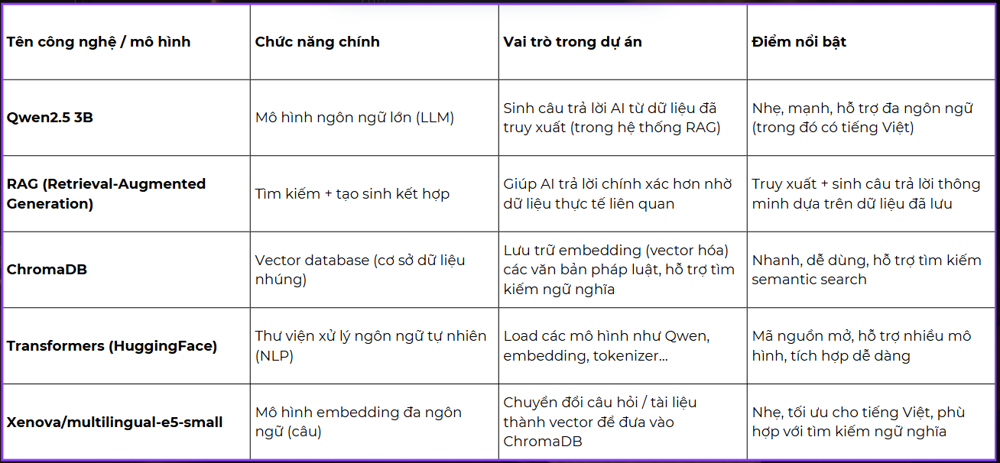 Tên công nghệ / mô hình
Chức năng chính
Vai trò trong dự án
Điểm nổi bật
Qwen2.5 3B
Mô hình ngôn ngữ lớn (LLM)
Sinh câu trả lời AI từ dữ liệu đã
truy xuất (trong hệ thống RAG)
Nhẹ, mạnh, hỗ trợ đa ngôn ngữ
(trong đó có tiếng Việt)
RAG (Retrieval-Augmented
Generation)
Tìm kiếm + tạo sinh kết hợp
Giúp AI trả lời chính xác hơn nhờ
dữ liệu thực tế liên quan
Truy xuất + sinh câu trả lời thông
minh dựa trên dữ liệu đã lưu
ChromaDB
Vector database (cơ sở dữ liệu
nhúng)
Lưu trữ embedding (vector hóa)
các văn bản pháp luật, hỗ trợ tìm
kiếm ngữ nghĩa
Nhanh, dễ dùng, hỗ trợ tìm kiếm
semantic search
Transformers (HuggingFace)
Thư viện xử lý ngôn ngữ tự nhiên
(NLP)
Load các mô hình như Qwen,
embedding, tokenizer...
Mã nguồn mở, hỗ trợ nhiều mô
hình, tích hợp dễ dàng
Xenova/multilingual-e5-small
Mô hình embedding đa ngôn
ngữ (câu)
Chuyển đổi câu hỏi / tài liệu
thành vector để đưa vào
ChromaDB
Nhẹ, tối ưu cho tiếng Việt, phù
hợp với tìm kiếm ngữ nghĩa